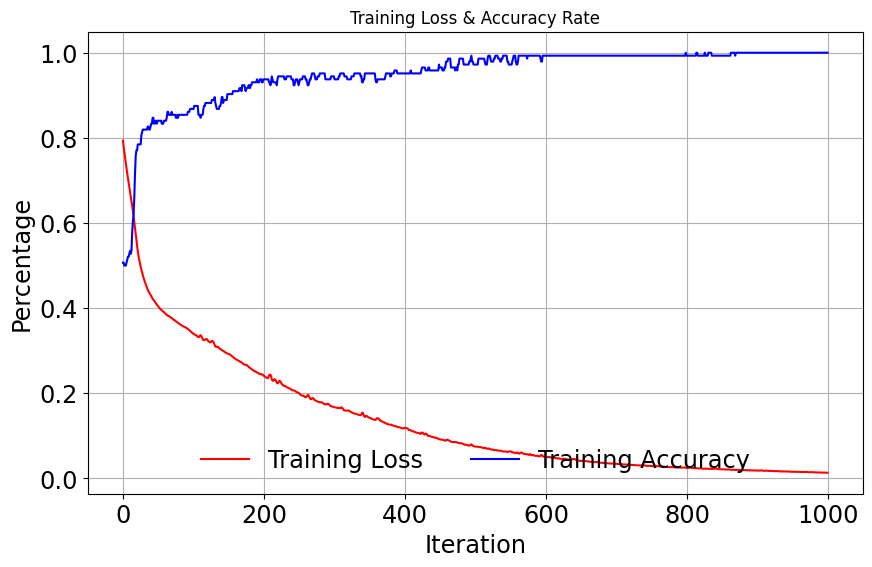 Training Loss & Accuracy Rate
1.0
0.8
0.6
0.4
0.2
0.0
Percentage
Training Loss
Training Accuracy
0 200 400 600 800 1000
Iteration